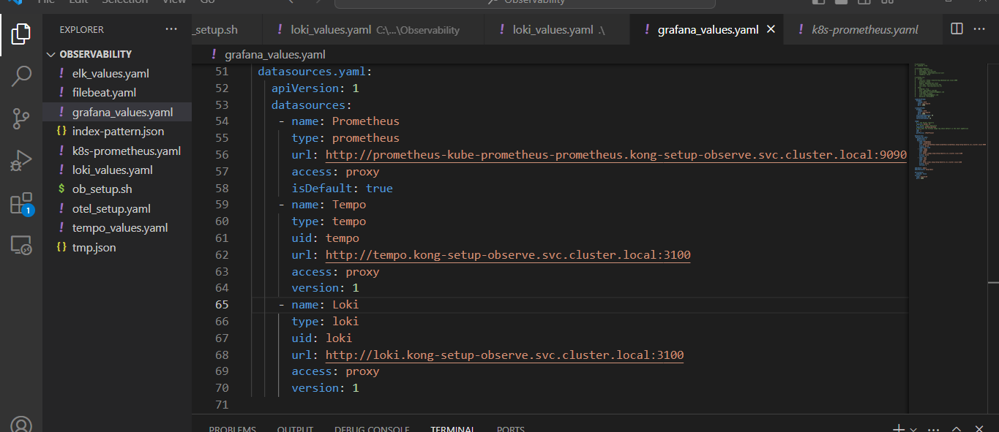 File Edit Selection View Go
Observability
EXPLORER
OBSERVABILITY
elk_values.yaml
filebeat.yaml
grafana_values.yaml
index-pattern.json
k8s-prometheus.yaml
loki_values.yaml
ob_setup.sh
otel_setup.yaml
tempo_values.yaml
tmp.json
1
_setup.sh
! loki_values.yaml C:\...\Observability
! loki_values.yaml .\
! grafana_values.yaml
! k8s-prometheus.yaml
! grafana_values.yaml
51 datasources.yaml:
52 apiVersion: 1
53 datasources:
54 - name: Prometheus
55 type: prometheus
56 url: http://prometheus-kube-prometheus-prometheus.kong-setup-observe.svc.cluster.local:9090
57 access: proxy
58 isDefault: true
59 - name: Tempo
60 type: tempo
61 uid: tempo
62 url: http://tempo.kong-setup-observe.svc.cluster.local:3100
63 access: proxy
64 version: 1
65 - name: Loki
66 type: loki
67 uid: loki
68 url: http://loki.kong-setup-observe.svc.cluster.local:3100
69 access: proxy
70 version: 1
71
PROBLEMS OUTPUT DEBUG CONSOLE TERMINAL PORTS